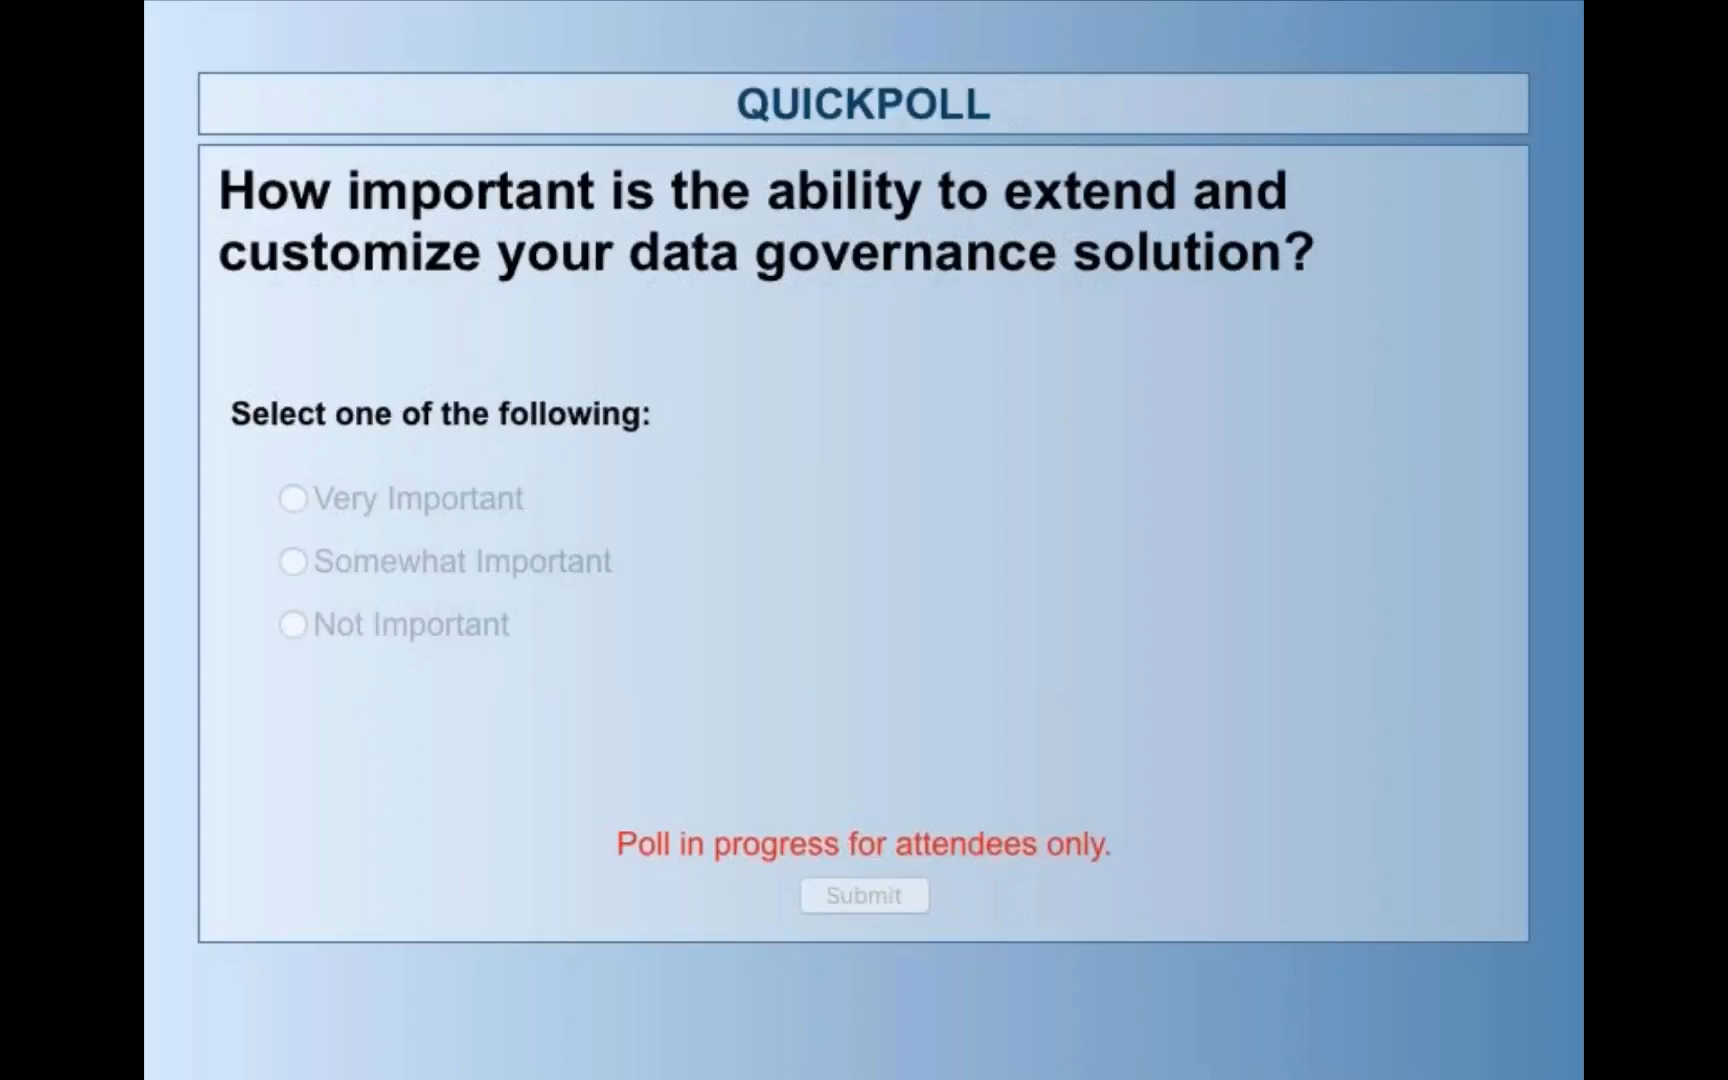 QUICKPOLL
How important is the ability to extend and
customize your data governance solution?
Select one of the following:
Very Important
Somewhat Important
Not Important
Poll in progress for attendees only.
Submit